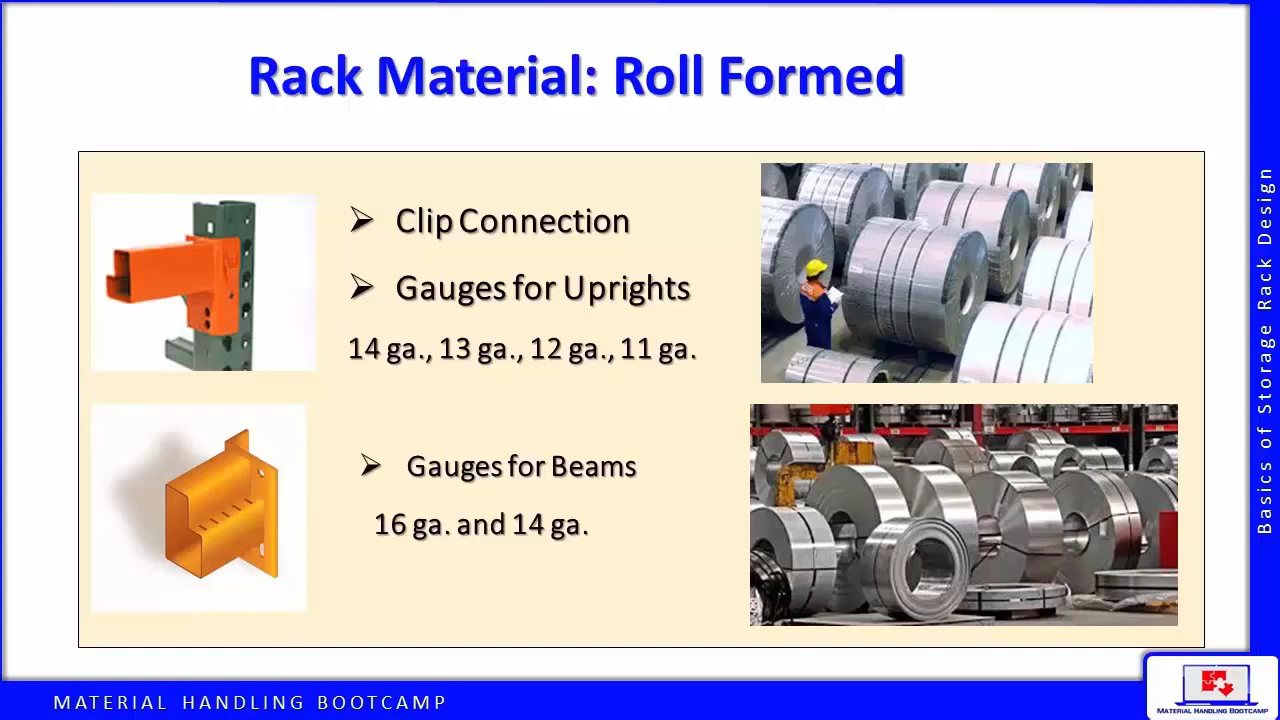 Rack Material: Roll Formed
➢ Clip Connection
➢ Gauges for Uprights
14 ga., 13 ga., 12 ga., 11 ga.
➢ Gauges for Beams
16 ga. and 14 ga.
Basics of Storage Rack Design
MATERIAL HANDLING BOOTCAMP
MATERIAL HANDLING BOOTCAMP